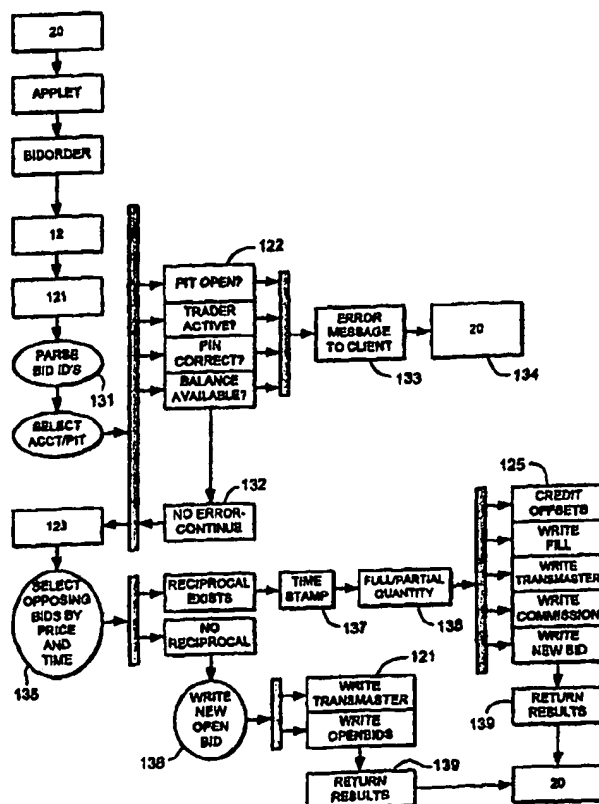 20
APPLET
BIDORDER
12
121
PARSE
BID ID'S
131
SELECT
ACCT/PIT
122
PIT OPEN?
TRADER
ACTIVE?
PIN
CORRECT?
BALANCE
AVAILABLE?
ERROR
MESSAGE
TO CLIENT
133
20
134
132
NO ERROR-
CONTINUE
123
SELECT
OPPOSING
BIDS BY
PRICE
AND
TIME
135
RECIPROCAL
EXISTS
NO
RECIPROCAL
TIME
STAMP
137
FULL/PARTIAL
QUANTITY
138
125
CREDIT
OFFSETS
WRITE
FILL
WRITE
TRANSMASTER
WRITE
COMMISSION
WRITE
NEW BID
WRITE
NEW
OPEN
BID
136
121
WRITE
TRANSMASTER
WRITE
OPENBIDS
139
RETURN
RESULTS
139
RETURN
RESULTS
20